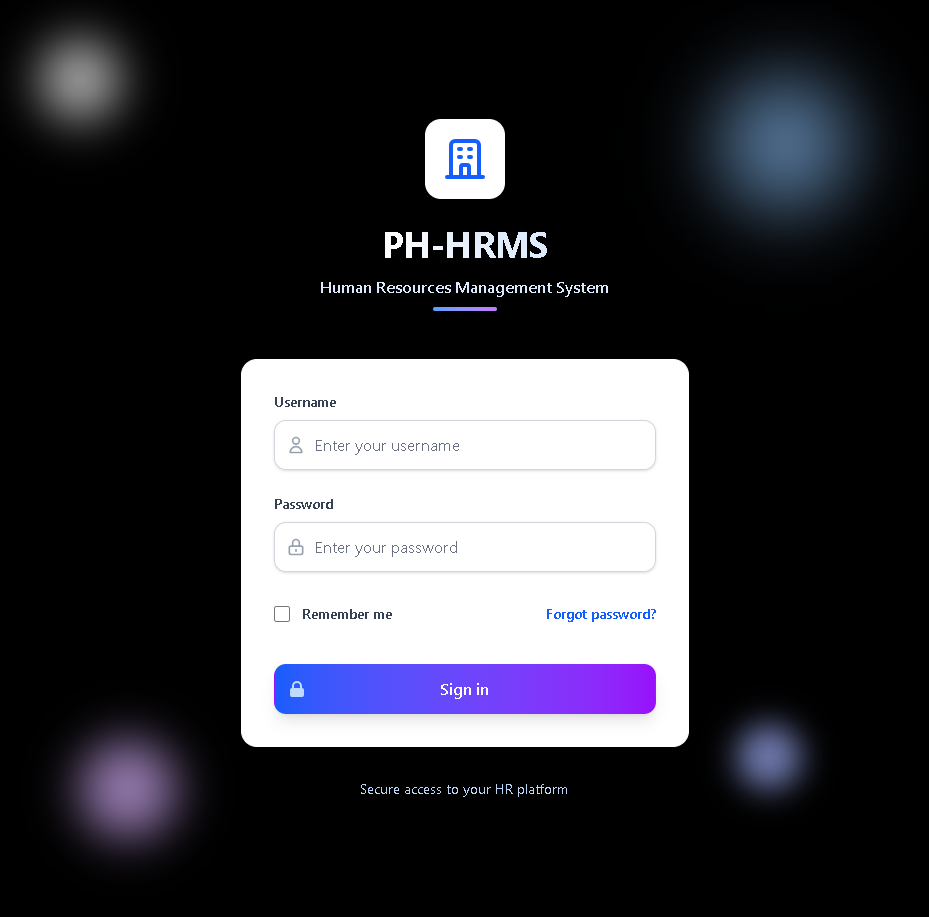 PH-HRMS
Human Resources Management System
Username
Enter your username
Password
Enter your password
Remember me
Forgot password?
Sign in
Secure access to your HR platform